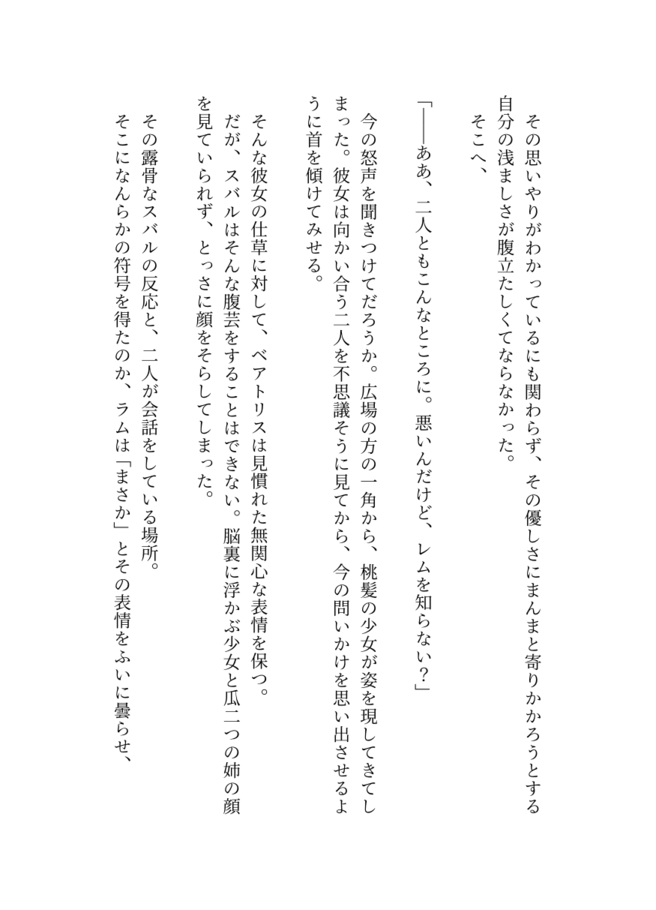 その思いやりがわかっているにも関わらず、その優しさにまんまと寄りかかろうとする
自分の浅ましさが腹立たしくてならなかった。
そこへ、
「――ああ、二人ともこんなところに。悪いんだけど、レムを知らない？」
今の怒声を聞きつけてだろうか。広場の方の一角から、桃髪の少女が姿を現してきてし
まった。彼女は向かい合う二人を不思議そうに見てから、今の問いかけを思い出させるよ
うに首を傾けてみせる。
そんな彼女の仕草に対して、ベアトリスは見慣れた無関心な表情を保つ。
だが、スバルはそんな腹芸をすることはできない。脳裏に浮かぶ少女と瓜二つの姉の顔
を見ていられず、とっさに顔をそらしてしまった。
その露骨なスバルの反応と、二人が会話をしている場所。
そこになんらかの符号を得たのか、ラムは「まさか」とその表情をふいに曇らせ、